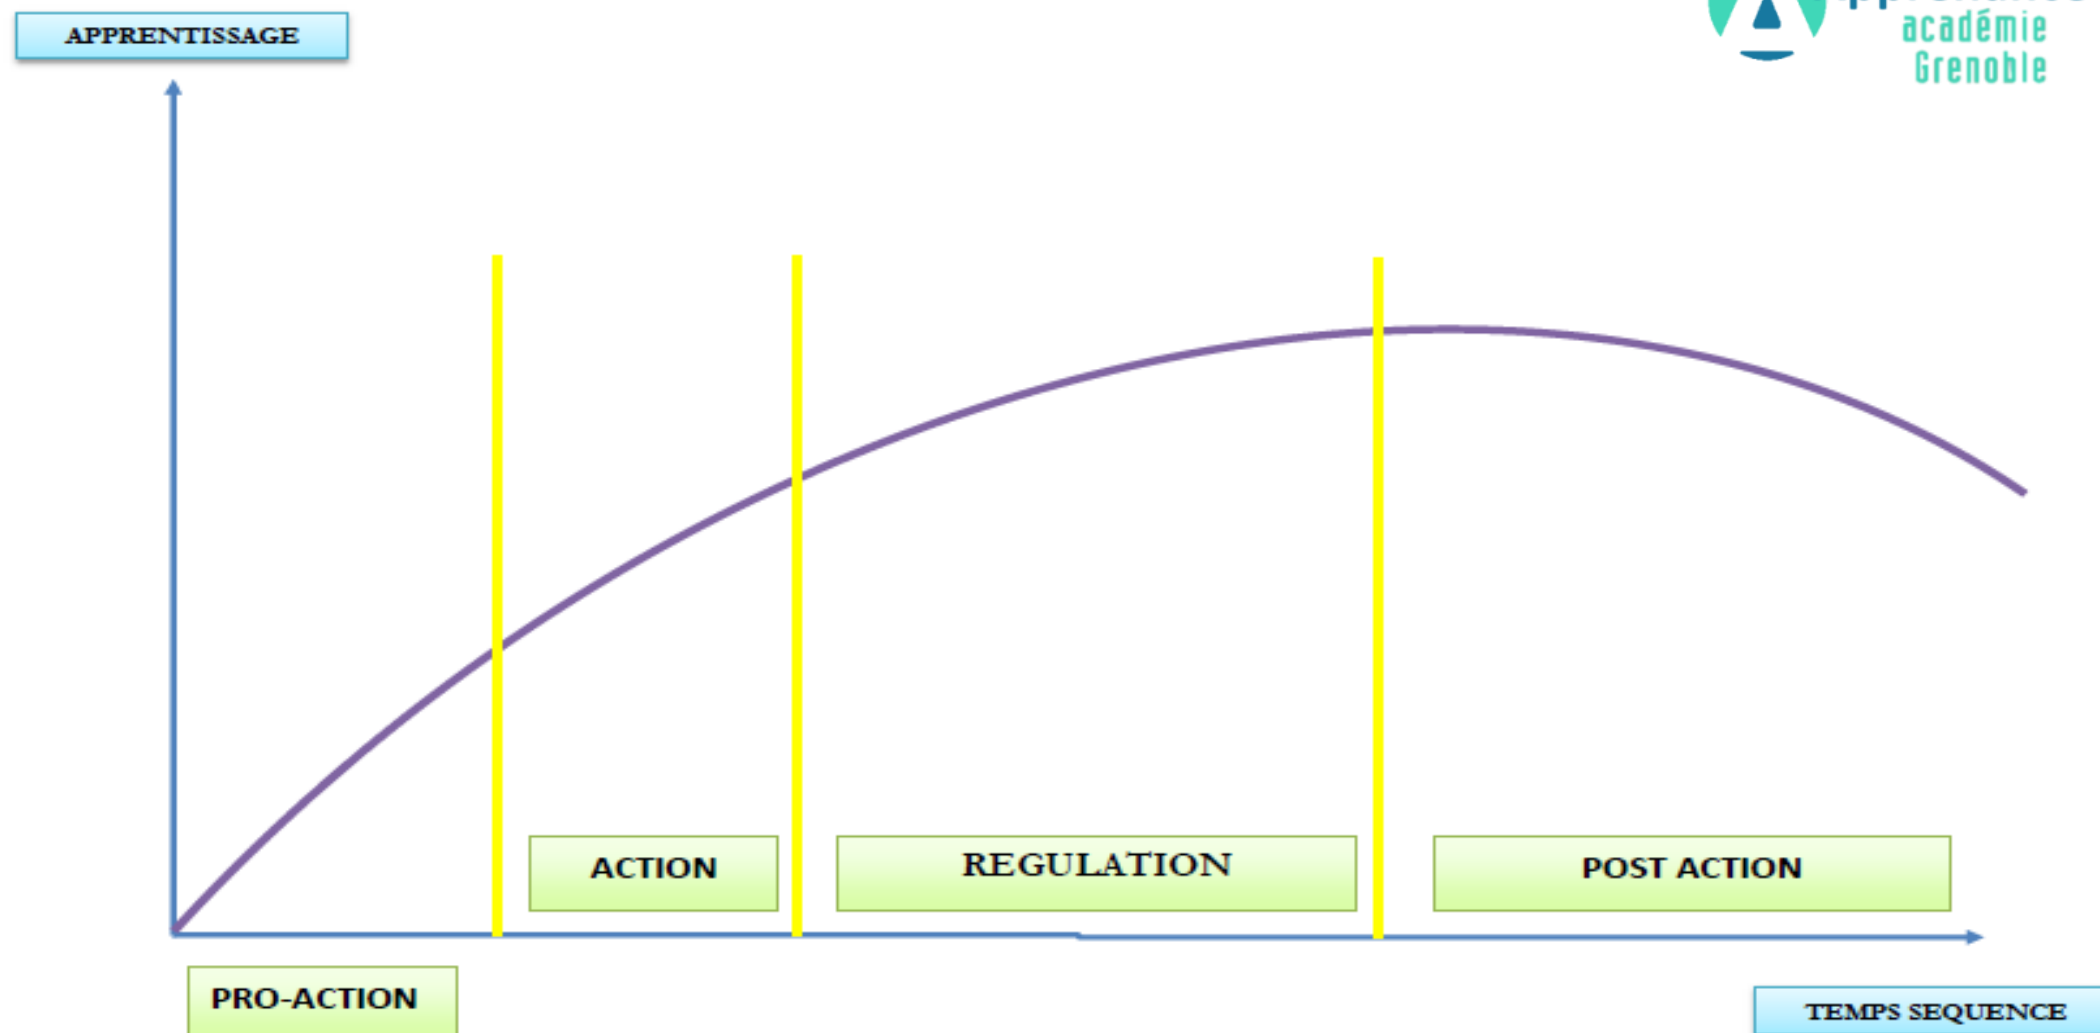 APPRENTISSAGE
académie
Grenoble
ACTION
REGULATION
POST ACTION
PRO-ACTION
TEMPS SEQUENCE